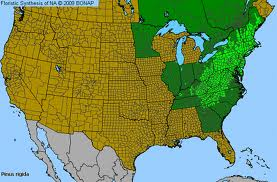 Floristic Synthesis of NA © 2009 BONAP
Pinus rigida